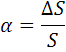 α = ΔS / S